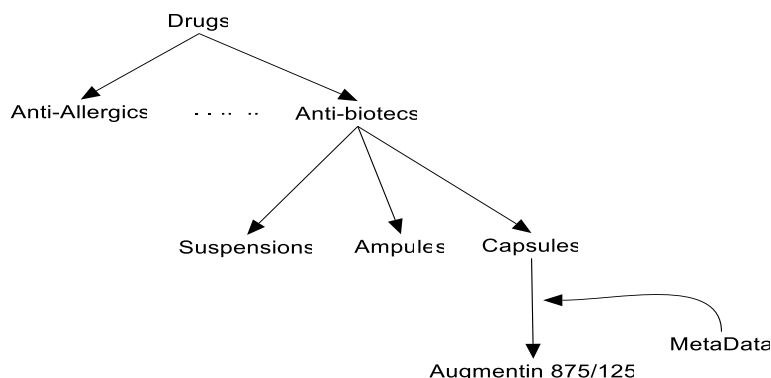 Drugs
Anti-Allergics
Anti-biotecs
Suspensions
Ampules
Capsules
MetaData
Augmentin 875/125